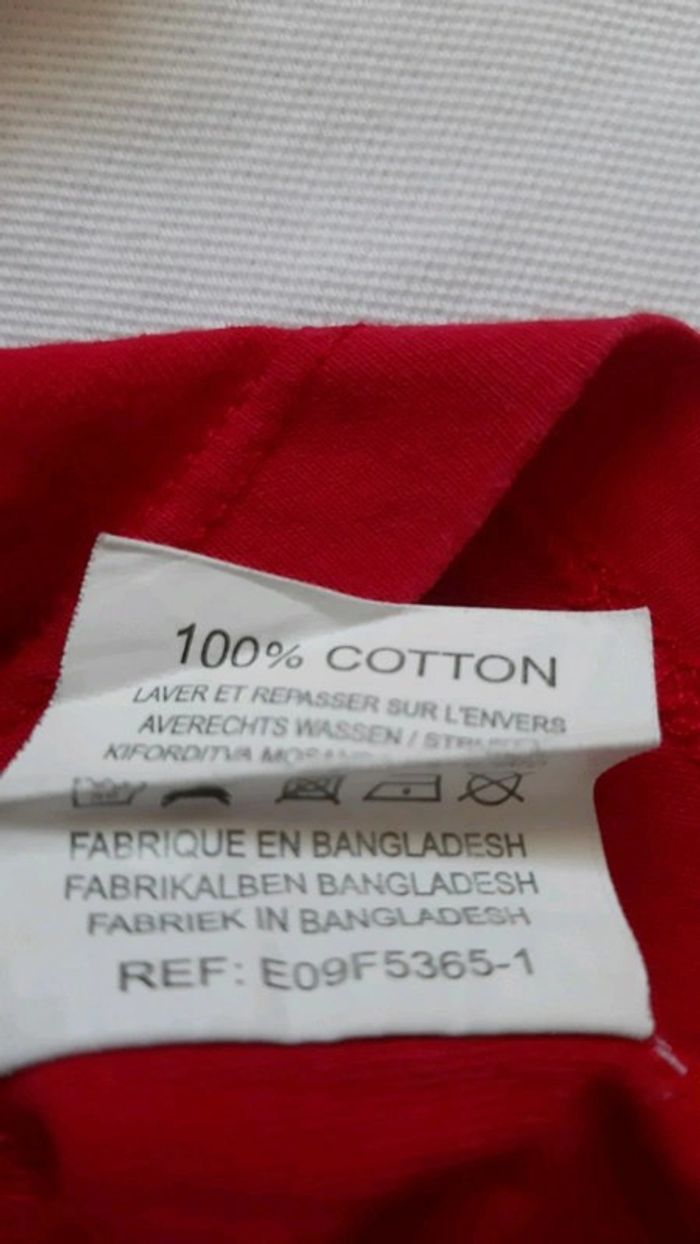 100% COTTON
LAVER ET REPASSER SUR L'ENVERS
AVERECHTS WASSEN /
KIFORDITVA
FABRIQUE EN BANGLADESH
FABRIKALBEN BANGLADESH
FABRIEK IN BANGLADESH
REF: E09F5365-1